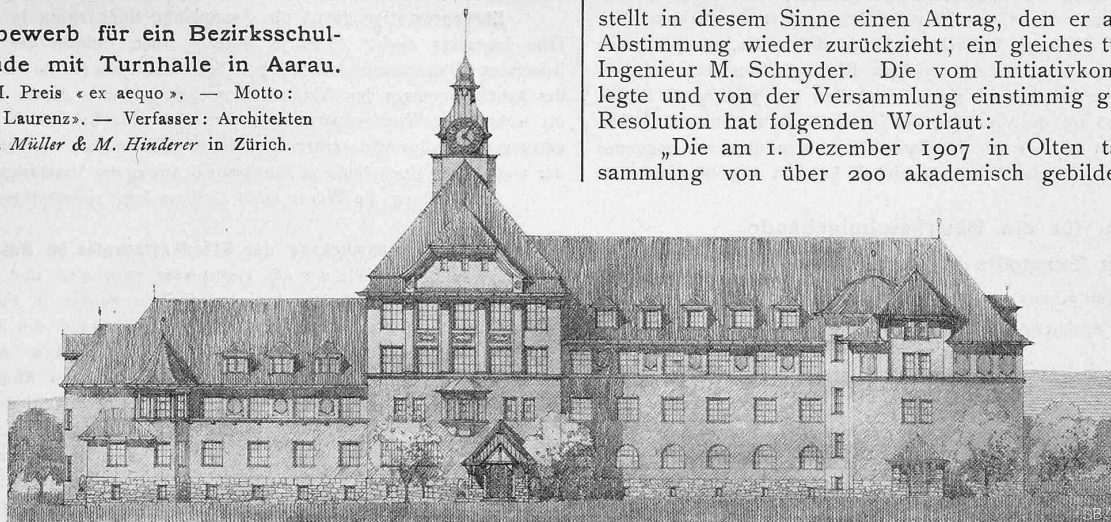 bewerb für ein Bezirksschul-
ude mit Turnhalle in Aarau.
I. Preis « ex aequo ». — Motto:
Laurenz». — Verfasser: Architekten
Müller & M. Hinderer in Zürich.
stellt in diesem Sinne einen Antrag, den er a
Abstimmung wieder zurückzieht; ein gleiches t
Ingenieur M. Schnyder. Die vom Initiativkom
legte und von der Versammlung einstimmig g
Resolution hat folgenden Wortlaut:
„Die am 1. Dezember 1907 in Olten ta
sammlung von über 200 akademisch gebilde
SBZ